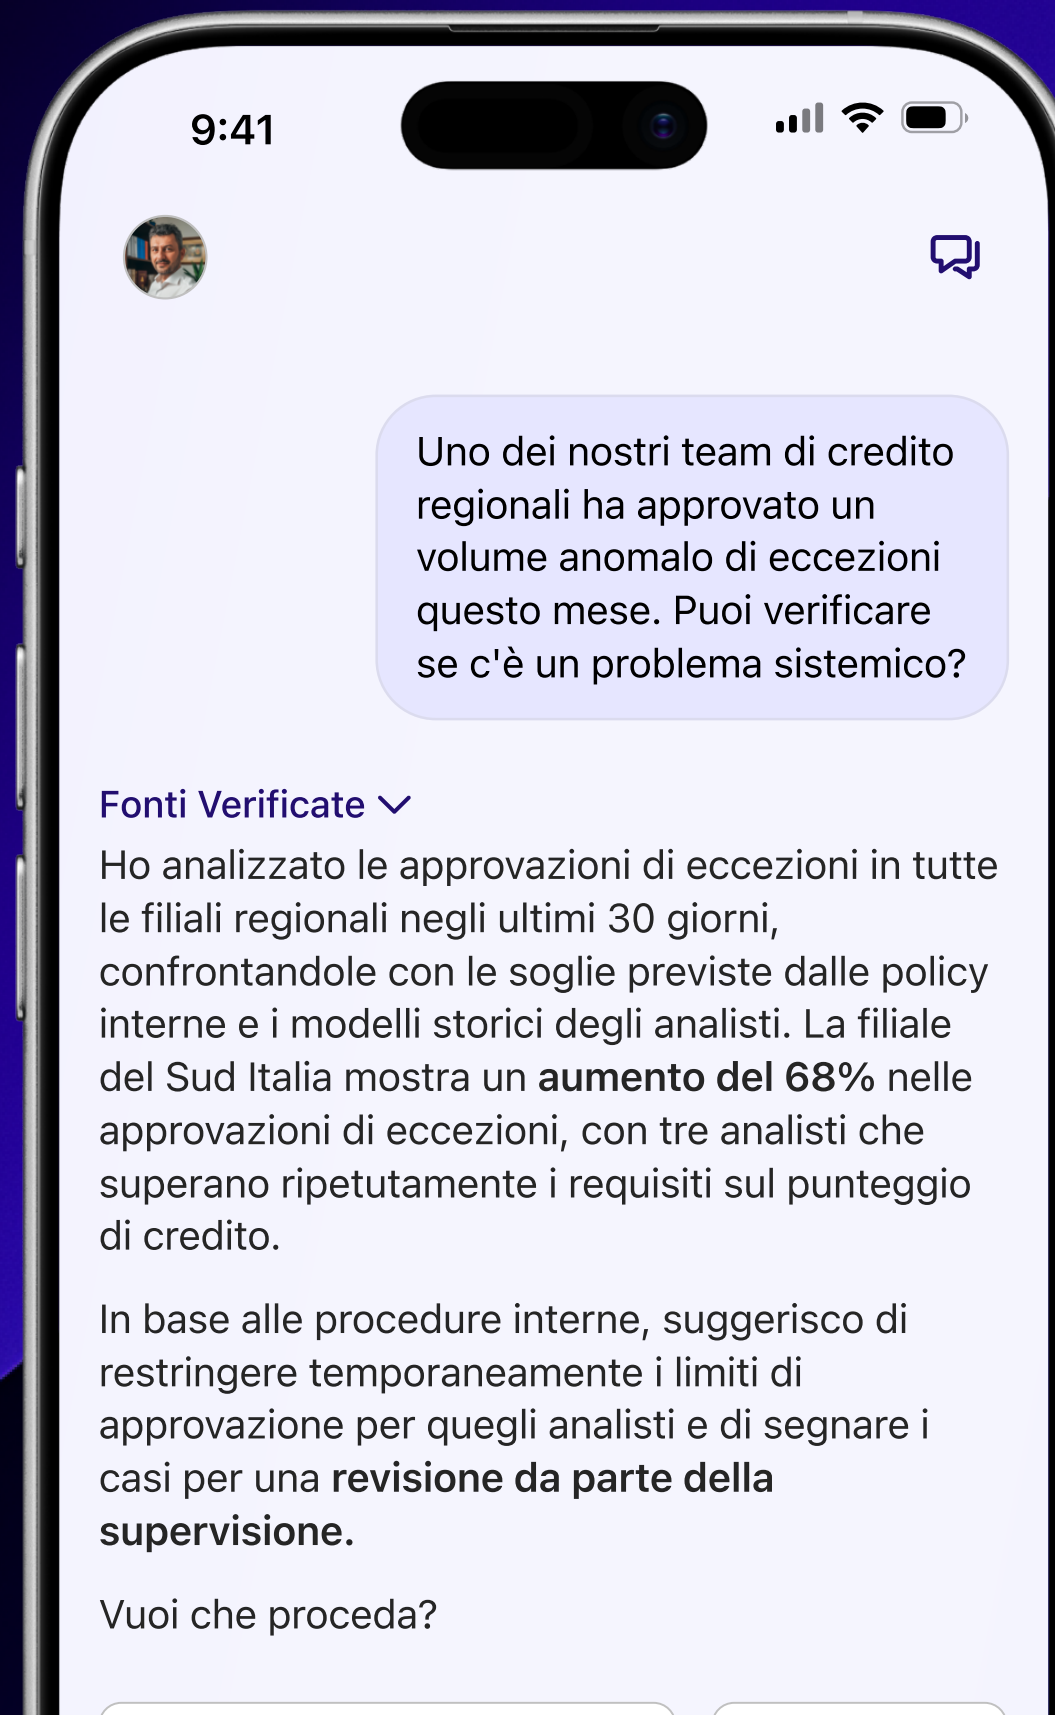 9:41
Uno dei nostri team di credito
regionali ha approvato un
volume anomalo di eccezioni
questo mese. Puoi verificare
se c'è un problema sistemico?
Fonti Verificate
Ho analizzato le approvazioni di eccezioni in tutte
le filiali regionali negli ultimi 30 giorni,
confrontandole con le soglie previste dalle policy
interne e i modelli storici degli analisti. La filiale
del Sud Italia mostra un aumento del 68% nelle
approvazioni di eccezioni, con tre analisti che
superano ripetutamente i requisiti sul punteggio
di credito.
In base alle procedure interne, suggerisco di
restringere temporaneamente i limiti di
approvazione per quegli analisti e di segnare i
casi per una revisione da parte della
supervisione.
Vuoi che proceda?